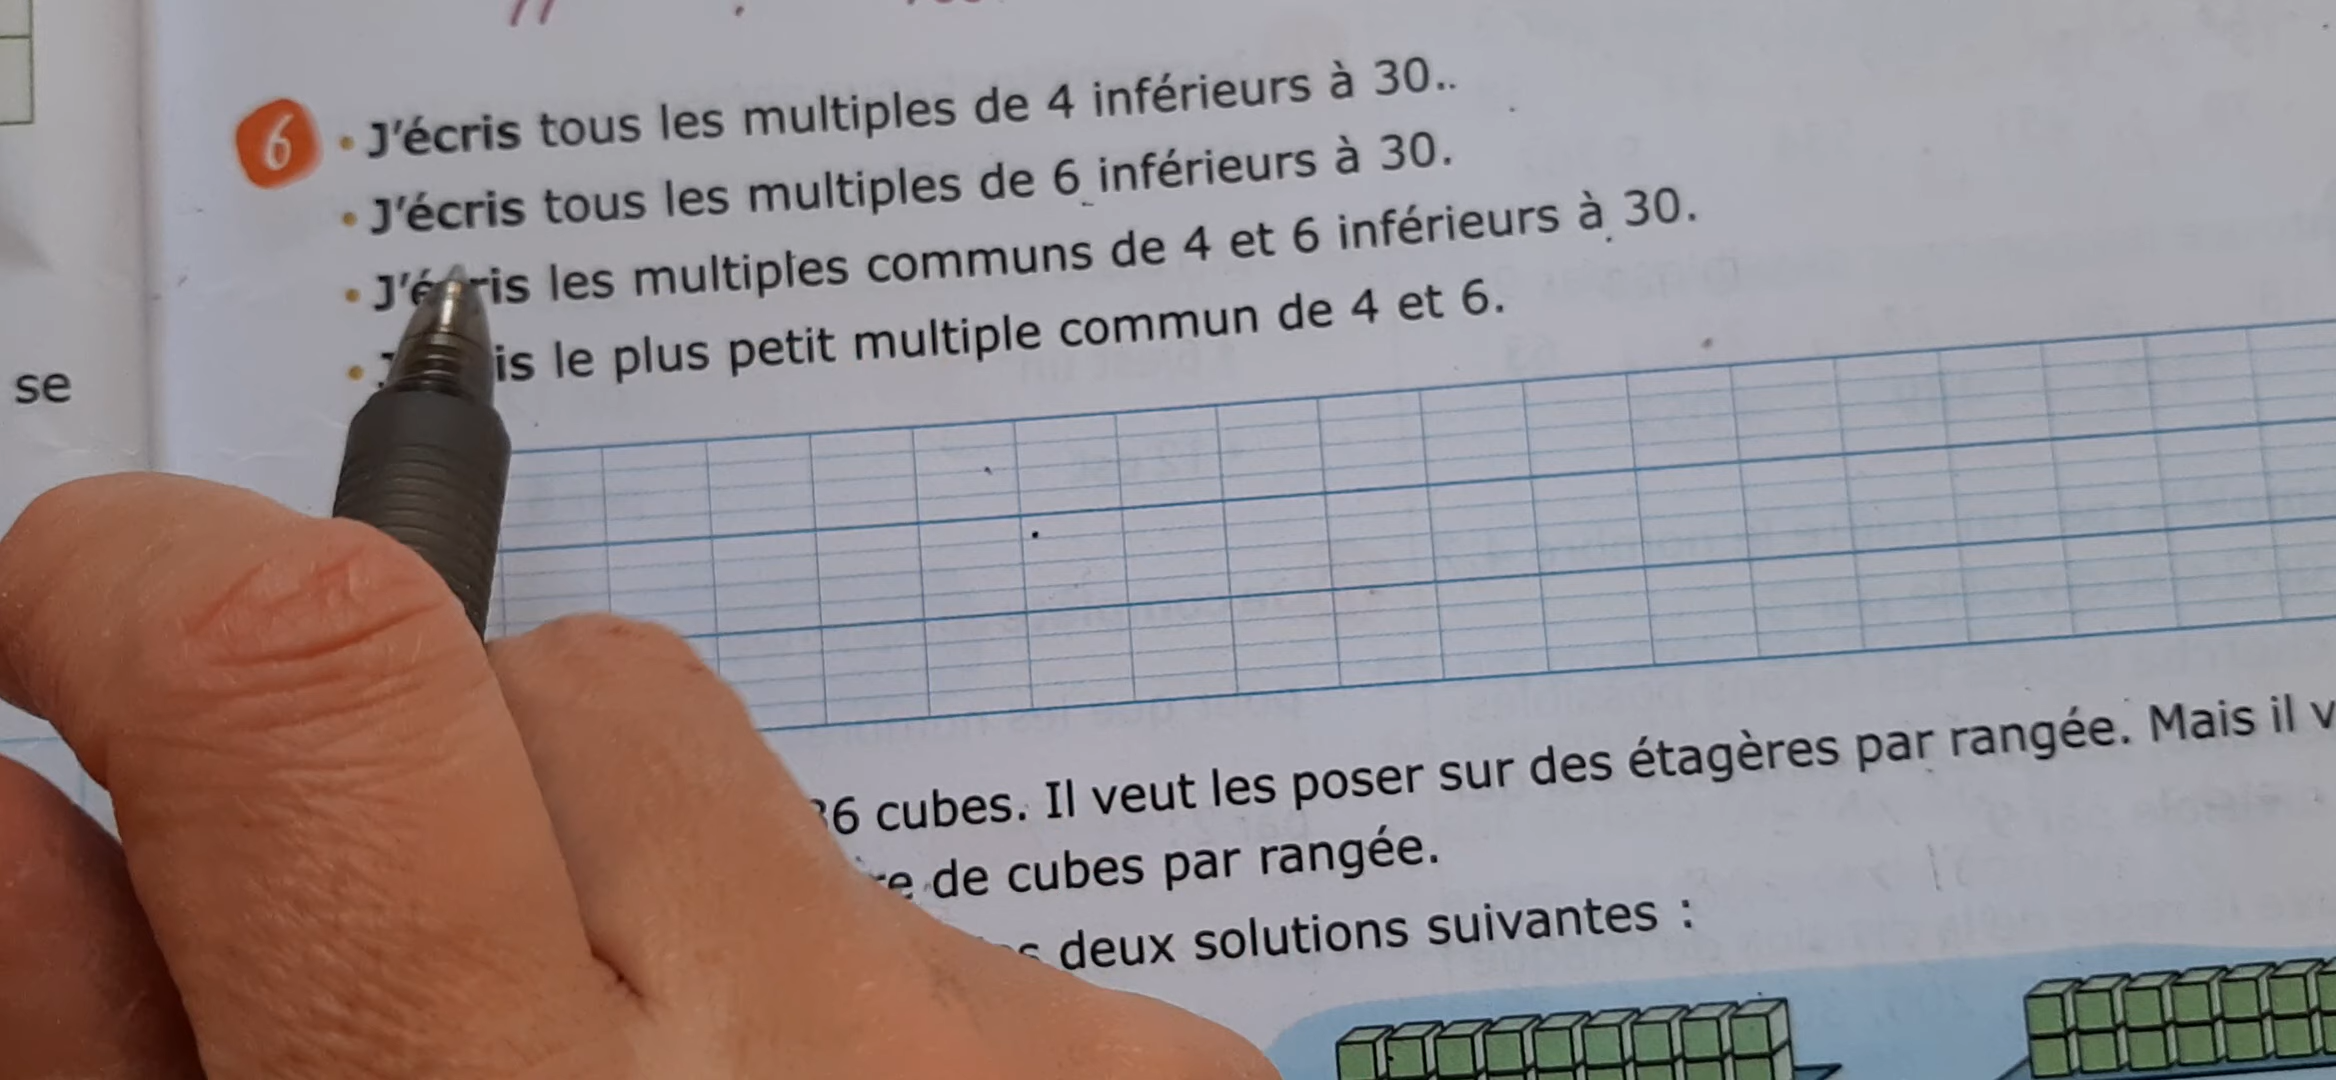 6 • J'écris tous les multiples de 4 inférieurs à 30..
• J'écris tous les multiples de 6 inférieurs à 30.
• les multiples communs de 4 et 6 inférieurs à 30.
• le plus petit multiple commun de 4 et 6.
se
cubes. Il veut les poser sur des étagères par rangée. Mais il
de cubes par rangée.
deux solutions suivantes :